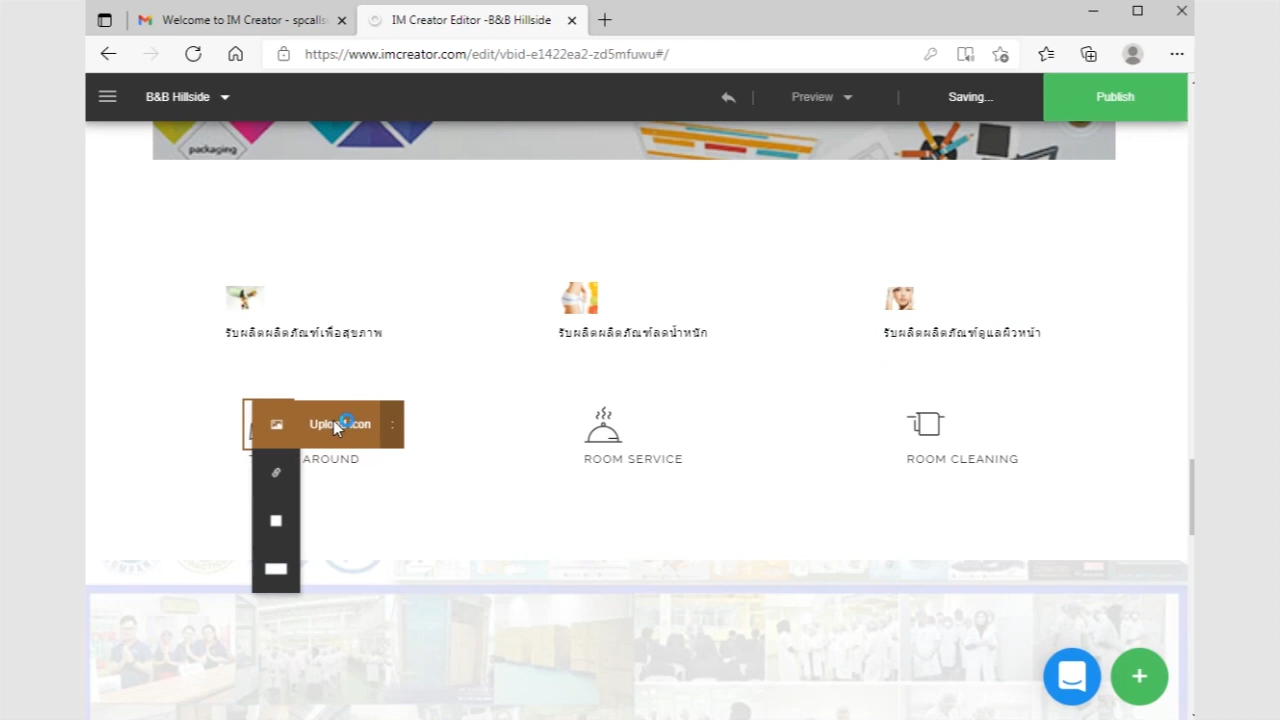 Welcome to IM Creator - spcalls
IM Creator Editor -B&B Hillside
https://www.imcreator.com/edit/vbid-e1422ea2-zd5mfuwu#/
B&B Hillside
Preview
Saving...
Publish
packaging
รับผลิตผลิตภัณฑ์เพื่อสุขภาพ
รับผลิตผลิตภัณฑ์ลดน้ำหนัก
รับผลิตผลิตภัณฑ์ดูแลผิวหน้า
AROUND
ROOM SERVICE
ROOM CLEANING